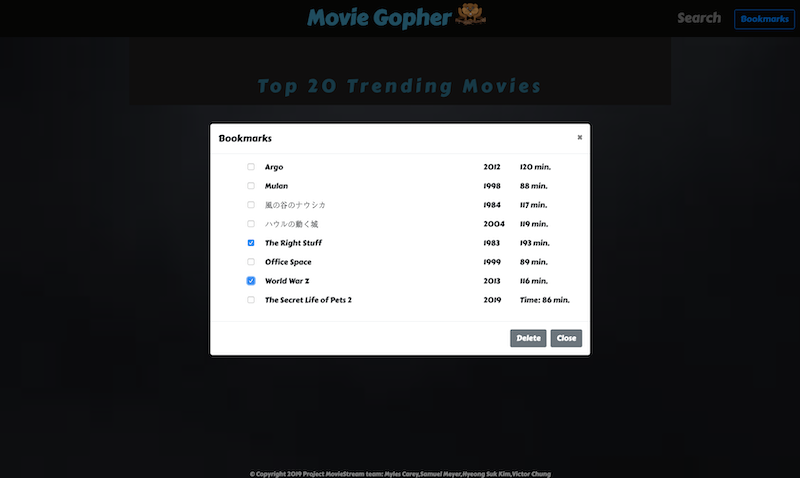 Movie Gopher
Search
Bookmarks
Top 20 Trending Movies
Bookmarks
×
Argo 2012 120 min.
Mulan 1998 88 min.
風の谷のナウシカ 1984 117 min.
ハウルの動く城 2004 119 min.
The Right Stuff 1983 193 min.
Office Space 1999 89 min.
World War Z 2013 116 min.
The Secret Life of Pets 2 2019 Time: 86 min.
Delete Close
© Copyright 2019 Project MovieStream team: Myles Carey,Samuel Meyer,Hyeong Suk Kim,Victor Chung